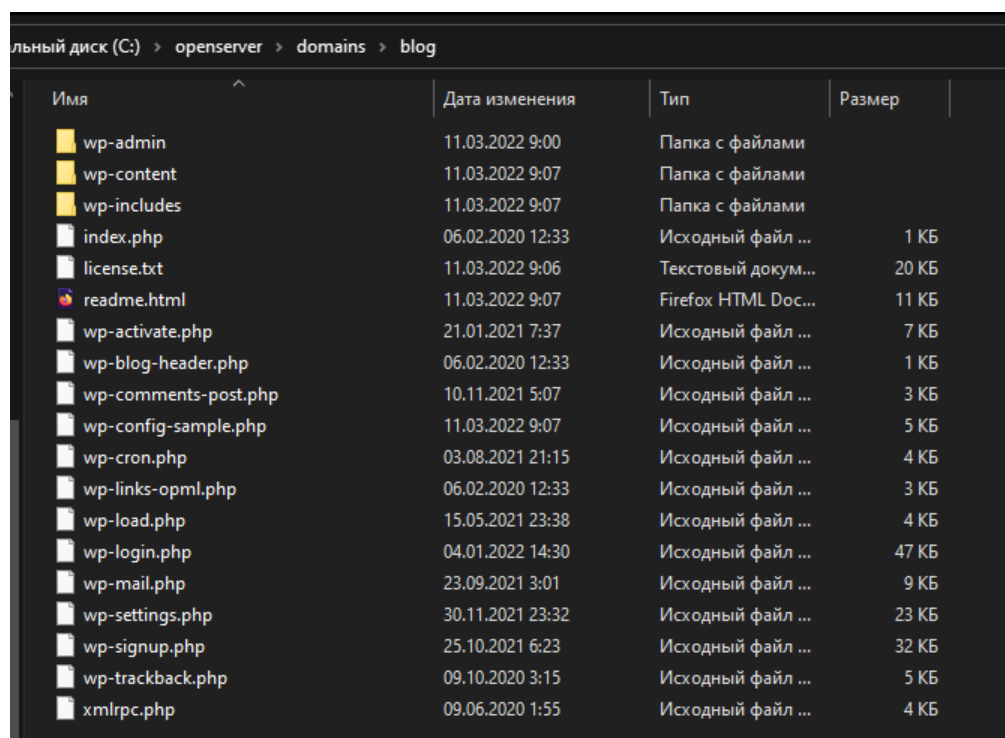 льный диск (C:) > openserver > domains > blog
Имя Дата изменения Тип Размер
wp-admin 11.03.2022 9:00 Папка с файлами
wp-content 11.03.2022 9:07 Папка с файлами
wp-includes 11.03.2022 9:07 Папка с файлами
index.php 06.02.2020 12:33 Исходный файл ... 1 КБ
license.txt 11.03.2022 9:06 Текстовый докум... 20 КБ
readme.html 11.03.2022 9:07 Firefox HTML Doc... 11 КБ
wp-activate.php 21.01.2021 7:37 Исходный файл ... 7 КБ
wp-blog-header.php 06.02.2020 12:33 Исходный файл ... 1 КБ
wp-comments-post.php 10.11.2021 5:07 Исходный файл ... 3 КБ
wp-config-sample.php 11.03.2022 9:07 Исходный файл ... 5 КБ
wp-cron.php 03.08.2021 21:15 Исходный файл ... 4 КБ
wp-links-opml.php 06.02.2020 12:33 Исходный файл ... 3 КБ
wp-load.php 15.05.2021 23:38 Исходный файл ... 4 КБ
wp-login.php 04.01.2022 14:30 Исходный файл ... 47 КБ
wp-mail.php 23.09.2021 3:01 Исходный файл ... 9 КБ
wp-settings.php 30.11.2021 23:32 Исходный файл ... 23 КБ
wp-signup.php 25.10.2021 6:23 Исходный файл ... 32 КБ
wp-trackback.php 09.10.2020 3:15 Исходный файл ... 5 КБ
xmlrpc.php 09.06.2020 1:55 Исходный файл ... 4 КБ